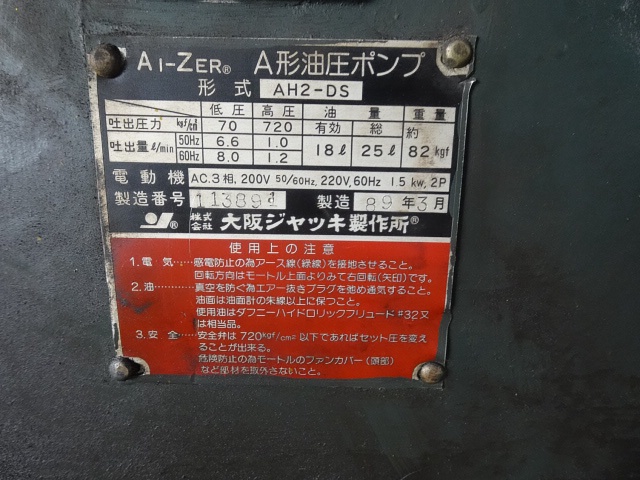 AI-ZER® A形油圧ポンプ
形式 AH2-DS
低圧 高圧 油 量 重量
吐出圧力 kgf/cm² 70 720 有効 総 約
吐出量 ℓ/min 50Hz 6.6 1.0 18ℓ 25ℓ 82kgf
60Hz 8.0 1.2
電動機 AC.3相, 200V 50/60Hz, 220V, 60Hz 1.5 kw, 2P
製造番号 113891 製造 89年3月
® 株式会社 大阪ジャッキ製作所®
使用上の注意
1. 電気…感電防止の為アース線(緑線)を接地させること。
回転方向はモートル上面よりみて右回転(矢印)です。
2. 油……真空を防ぐ為エアー抜きプラグを弛め通気すること。
油面は油面計の朱線以上に保つこと。
使用油はダフニーハイドロリックフリュード #32又
は相当品。
3. 安全…安全弁は720kgf/cm²以下であればセット圧を変え
ることが出来る。
危険防止の為モートルのファンカバー(頭部)
など部材を取外さないこと。